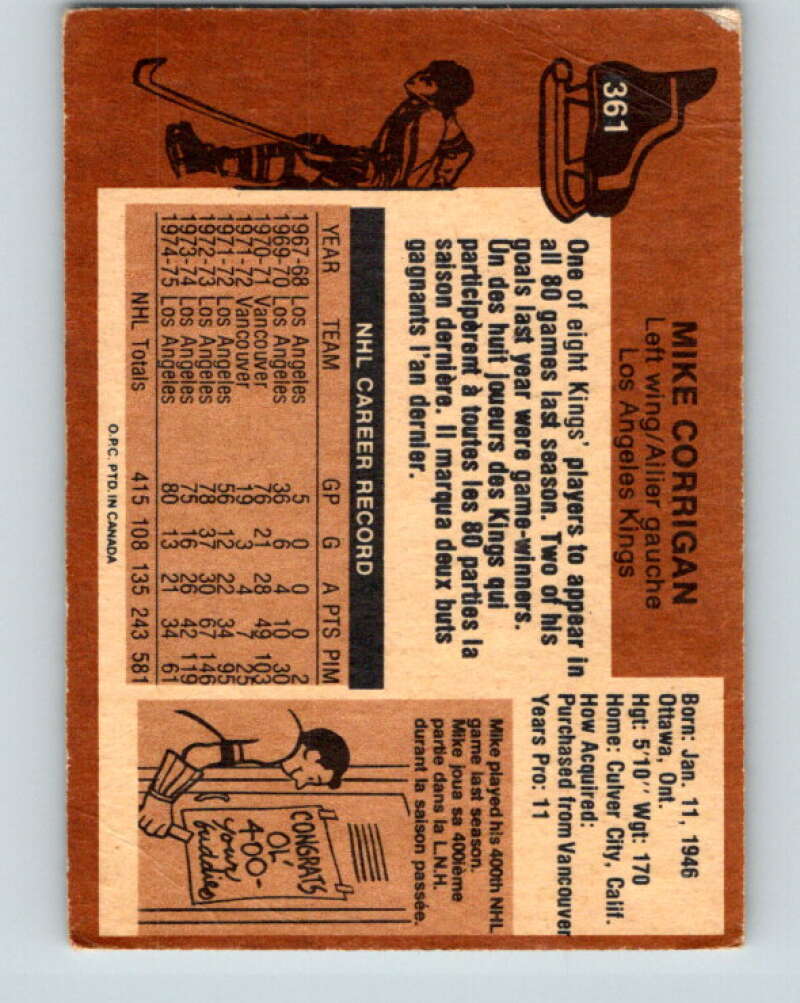 361
MIKE CORRIGAN
Left wing/Ailier gauche
Los Angeles Kings
Born: Jan. 11, 1946
Ottawa, Ont.
Hgt: 5'10'' Wgt: 170
Home: Culver City, Calif.
How Acquired:
Purchased from Vancouver
Years Pro: 11
One of eight Kings' players to appear in
all 80 games last season. Two of his
goals last year were game-winners.
Un des huit joueurs des Kings qui
participèrent à toutes les 80 parties la
saison dernière. Il marqua deux buts
gagnants l'an dernier.
NHL CAREER RECORD
YEAR TEAM GP G A PTS PIM
1967-68 Los Angeles 5 0 0 0 2
1969-70 Los Angeles 36 6 4 10 30
1970-71 Vancouver 76 21 28 49 103
1971-72 Vancouver 19 3 4 7 25
1971-72 Los Angeles 56 12 22 34 95
1972-73 Los Angeles 78 37 30 67 146
1973-74 Los Angeles 75 16 26 42 119
1974-75 Los Angeles 80 13 21 34 61
NHL Totals 415 108 135 243 581
O.P.C. PTD. IN CANADA
Mike played his 400th NHL
game last season.
Mike joua sa 400ième
partie dans la L.N.H.
durant la saison passée.
CONGRATS
OL'
4-00-
your
buddies